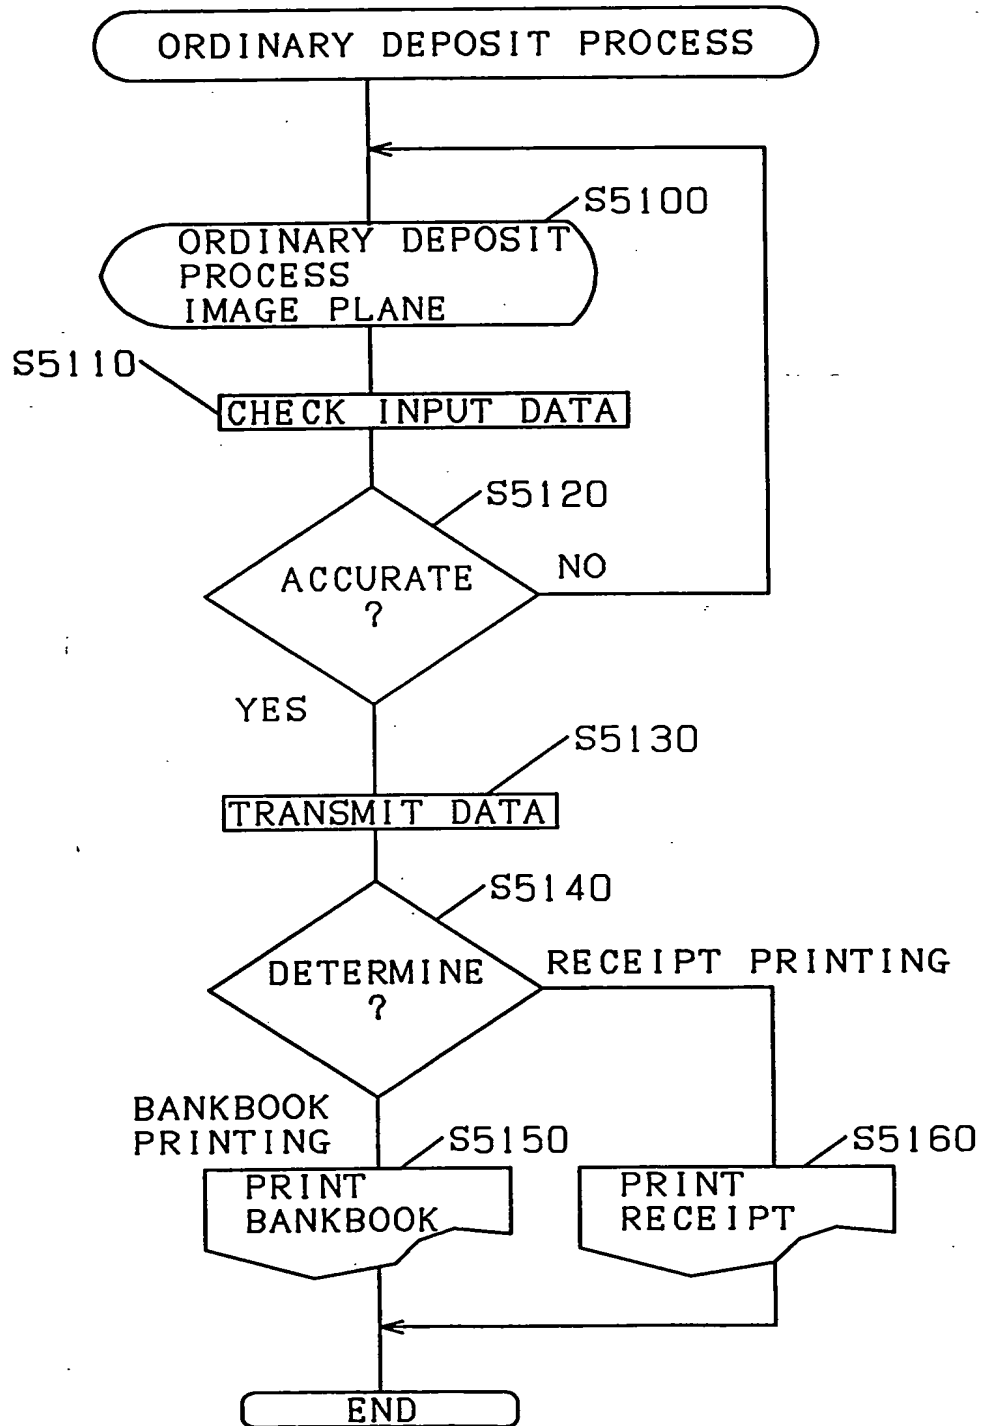 ORDINARY DEPOSIT PROCESS
S5100
ORDINARY DEPOSIT
PROCESS
IMAGE PLANE
S5110
CHECK INPUT DATA
S5120
ACCURATE
?
NO
YES
S5130
TRANSMIT DATA
S5140
DETERMINE
?
RECEIPT PRINTING
BANKBOOK
PRINTING
S5150
S5160
PRINT
BANKBOOK
PRINT
RECEIPT
END